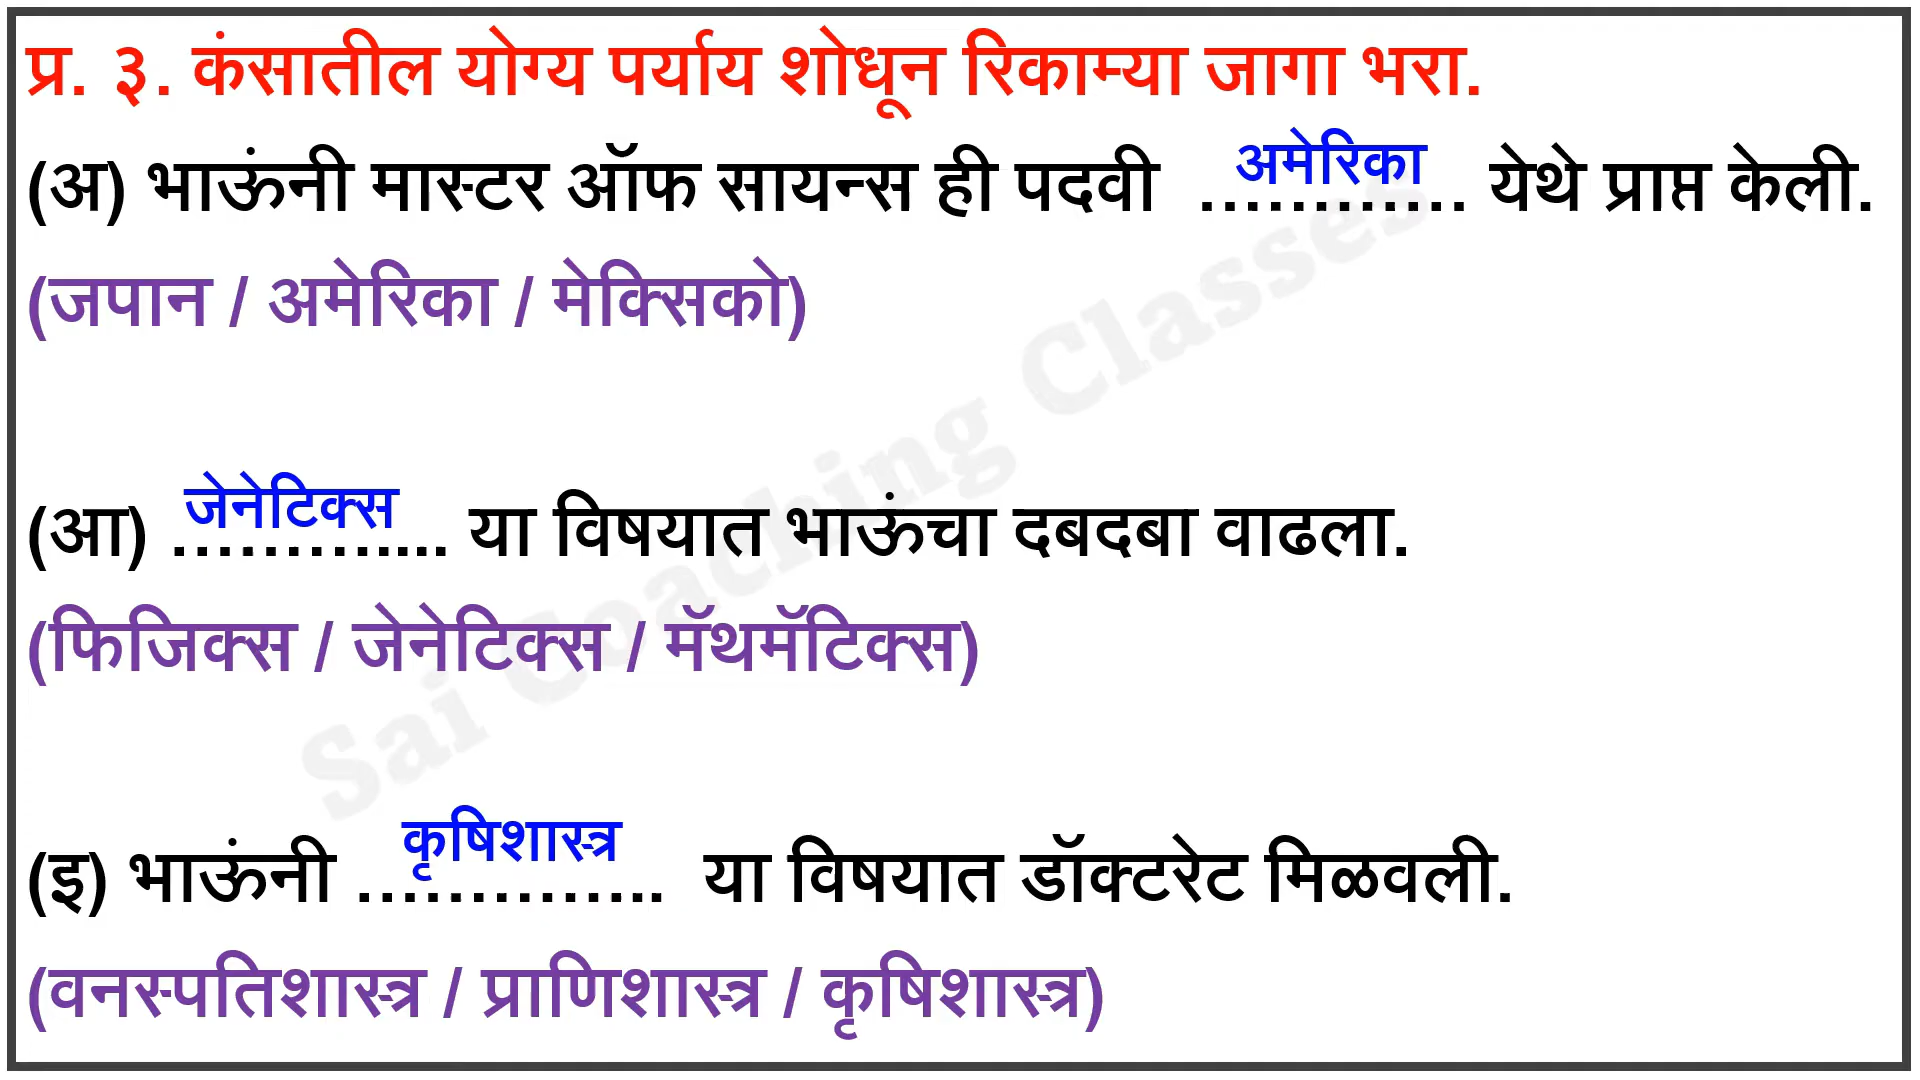 प्र. ३. कंसातील योग्य पर्याय शोधून रिकाम्या जागा भरा.
(अ) भाऊंनी मास्टर ऑफ सायन्स ही पदवी अमेरिका ………… येथे प्राप्त केली.
(जपान / अमेरिका / मेक्सिको)
(आ) जेनेटिक्स ………... या विषयात भाऊंचा दबदबा वाढला.
(फिजिक्स / जेनेटिक्स / मॅथमॅटिक्स)
(इ) भाऊंनी कृषिशास्त्र ………….. या विषयात डॉक्टरेट मिळवली.
(वनस्पतिशास्त्र / प्राणिशास्त्र / कृषिशास्त्र)
Sai Coaching Classes